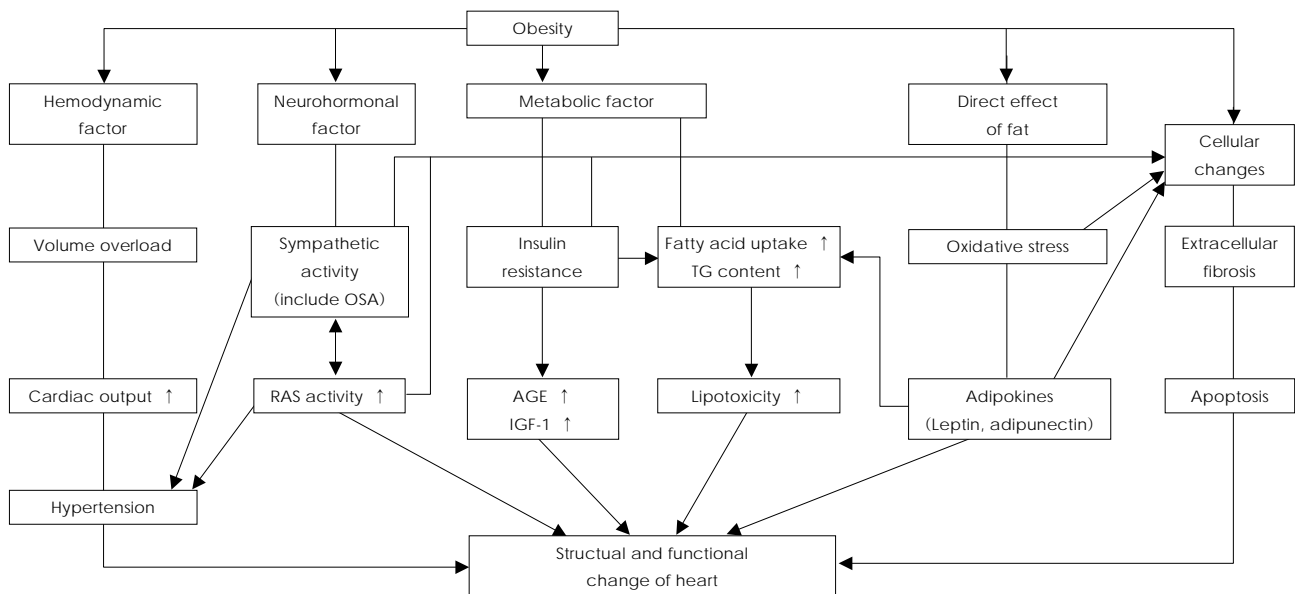 Obesity
Hemodynamic
factor
Neurohormonal
factor
Metabolic factor
Direct effect
of fat
Cellular
changes
Volume overload
Sympathetic
activity
(include OSA)
Insulin
resistance
Fatty acid uptake ↑
TG content ↑
Oxidative stress
Extracellular
fibrosis
Cardiac output ↑
RAS activity ↑
AGE ↑
IGF-1 ↑
Lipotoxicity ↑
Adipokines
(Leptin, adipunectin)
Apoptosis
Hypertension
Structual and functional
change of heart